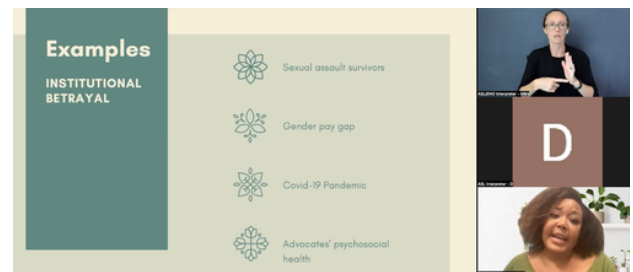 Examples
INSTITUTIONAL
BETRAYAL
Sexual assault survivors
Gender pay gap
Covid-19 Pandemic
Advocates' psychosocial
health
D